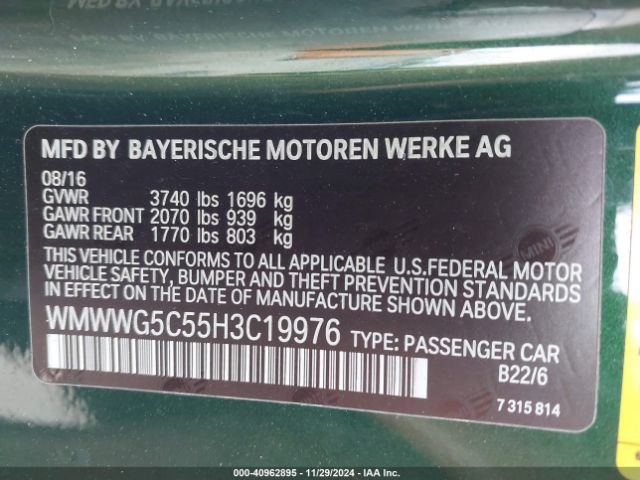 MFD BY BAYERISCHE MOTOREN WERKE AG
08/16
GVWR 3740 lbs 1696 kg
GAWR FRONT 2070 lbs 939 kg
GAWR REAR 1770 lbs 803 kg
THIS VEHICLE CONFORMS TO ALL APPLICABLE U.S.FEDERAL MOTOR
VEHICLE SAFETY, BUMPER AND THEFT PREVENTION STANDARDS
IN EFFECT ON THE DATE OF MANUFACTURE SHOWN ABOVE.
WMWWG5C55H3C19976 TYPE: PASSENGER CAR
B22/6
7 315 814
MINI
000-40962895 - 11/29/2024 - IAA Inc.